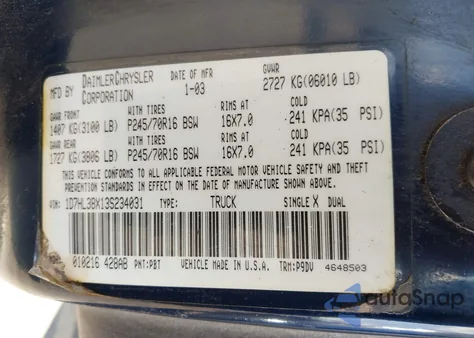 MFD BY DAIMLERCHRYSLER CORPORATION DATE OF MFR 1-03 GVWR 2727 KG(06010 LB)
GAWR FRONT WITH TIRES RIMS AT COLD
1407 KG(3100 LB) P245/70R16 BSW 16X7.0 241 KPA(35 PSI)
GAWR REAR WITH TIRES RIMS AT COLD
1727 KG(3806 LB) P245/70R16 BSW 16X7.0 241 KPA(35 PSI)
THIS VEHICLE CONFORMS TO ALL APPLICABLE FEDERAL MOTOR VEHICLE SAFETY AND THEFT
PREVENTION STANDARDS IN EFFECT ON THE DATE OF MANUFACTURE SHOWN ABOVE.
VIN: 1D7HL38X13S234031 TYPE: TRUCK SINGLE X DUAL
010216 428AB PNT:PBT VEHICLE MADE IN U.S.A. TRM:P9DV 4648503
autoSnap